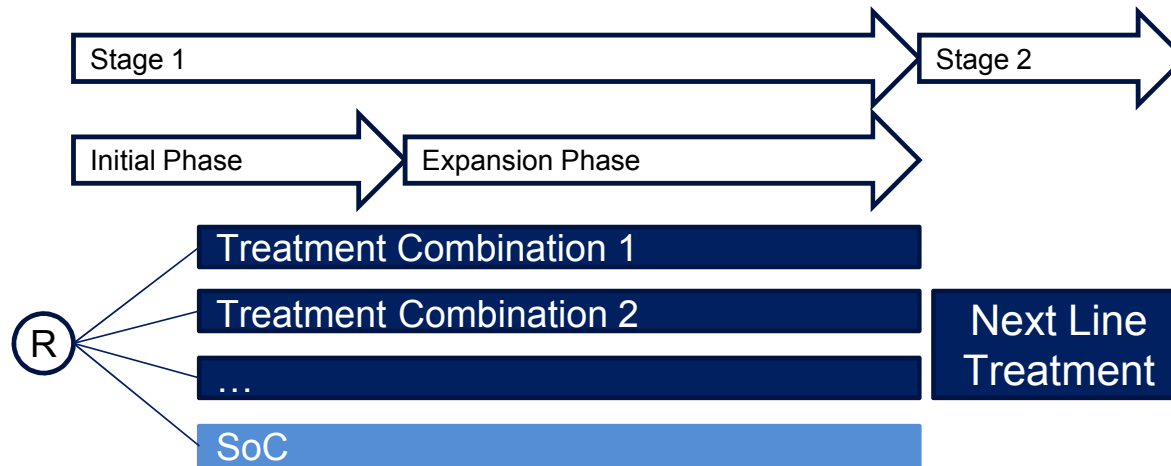 Stage 1
Stage 2
Initial Phase
Expansion Phase
Treatment Combination 1
Treatment Combination 2
R
…
Next Line
Treatment
SoC